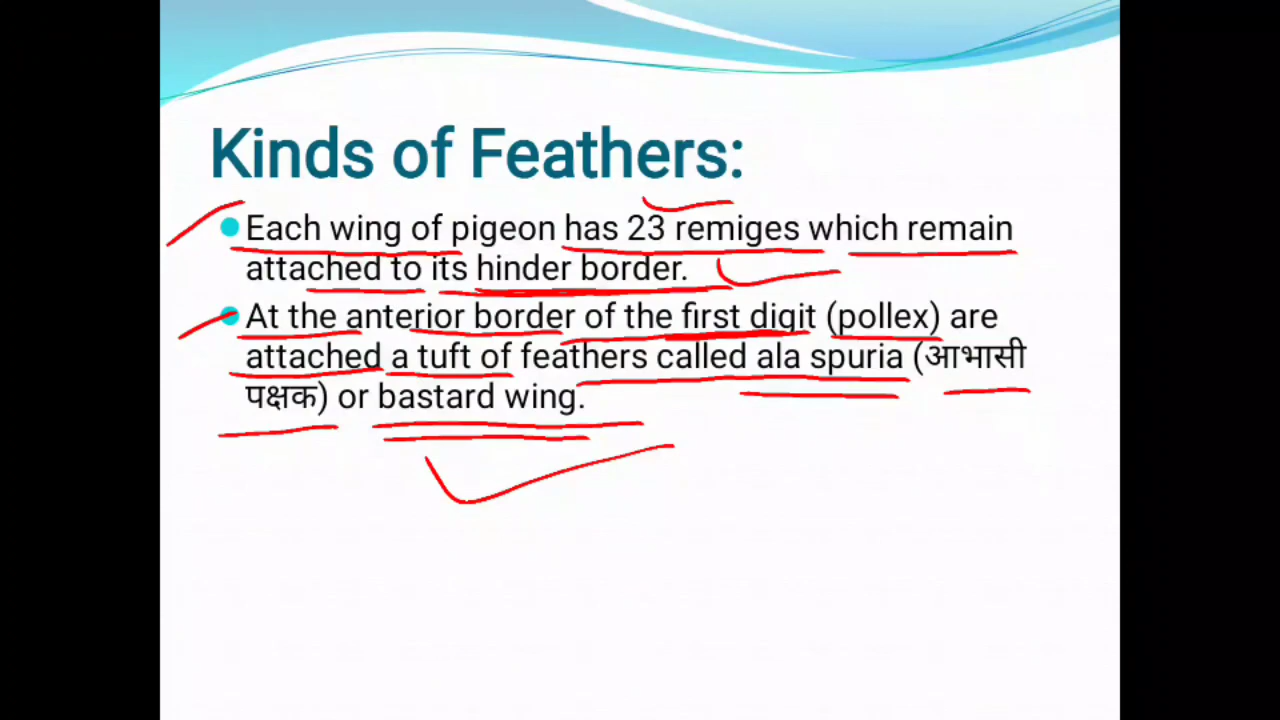 Kinds of Feathers:
Each wing of pigeon has 23 remiges which remain
attached to its hinder border.
At the anterior border of the first digit (pollex) are
attached a tuft of feathers called ala spuria (आभासी
पक्षक) or bastard wing.